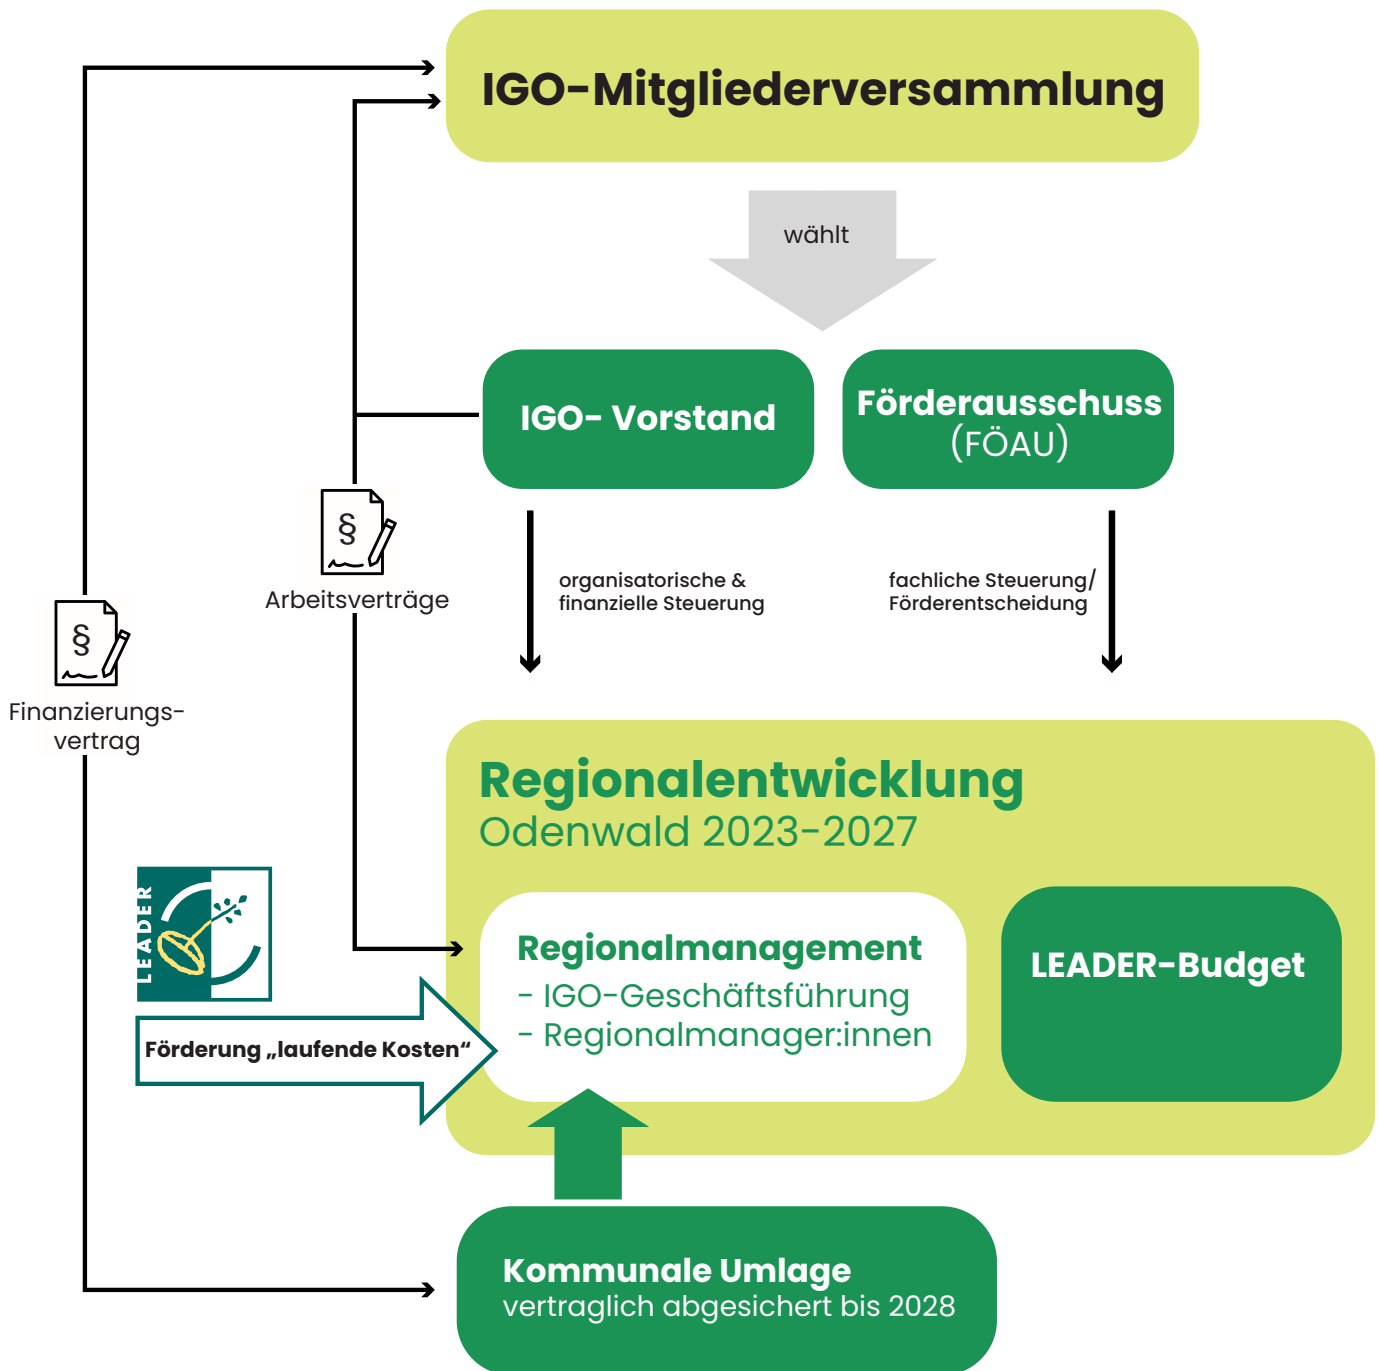 IGO-Mitgliederversammlung
wählt
IGO- Vorstand
Förderausschuss
(FÖAU)
§
Arbeitsverträge
organisatorische &
finanzielle Steuerung
fachliche Steuerung/
Förderentscheidung
§
Finanzierungs-
vertrag
Regionalentwicklung
Odenwald 2023-2027
LEADER
Regionalmanagement
- IGO-Geschäftsführung
- Regionalmanager:innen
LEADER-Budget
Förderung „laufende Kosten“
Kommunale Umlage
vertraglich abgesichert bis 2028